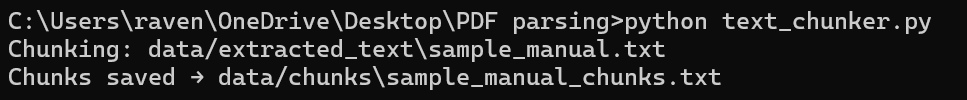 C:\Users\raven\OneDrive\Desktop\PDF parsing>python text_chunker.py
Chunking: data/extracted_text\sample_manual.txt
Chunks saved → data/chunks\sample_manual_chunks.txt